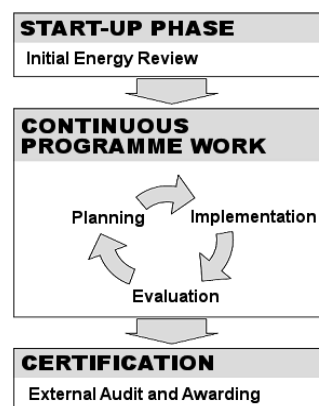 START-UP PHASE
Initial Energy Review
CONTINUOUS
PROGRAMME WORK
Planning
Implementation
Evaluation
CERTIFICATION
External Audit and Awarding